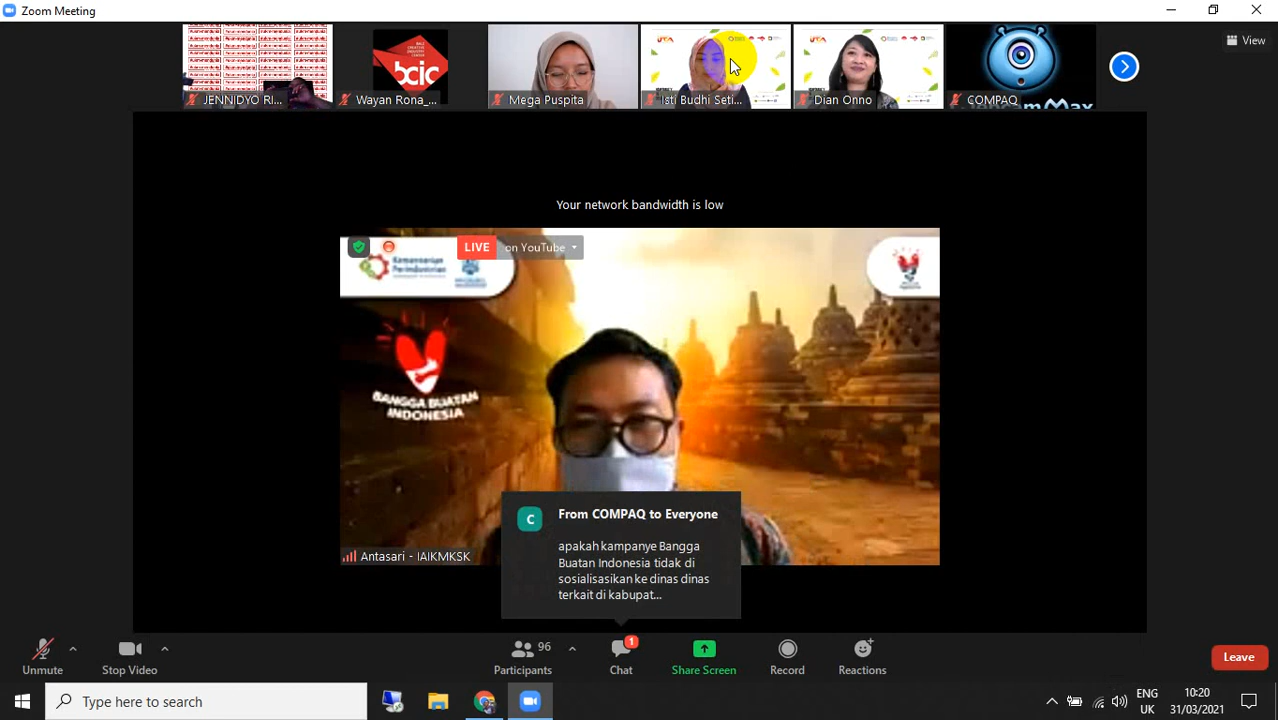 Zoom Meeting
View
JENNIDYO RI...
bcic
Wayan Rona_...
Mega Puspita
Isti Budhi Seti...
Dian Onno
COMPAQ
Your network bandwidth is low
LIVE on YouTube
Kementerian
Perindustrian
BANGGA BUATAN
INDONESIA
Antasari - IAIKMKSK
C
From COMPAQ to Everyone
apakah kampanye Bangga
Buatan Indonesia tidak di
sosialisasikan ke dinas dinas
terkait di kabupat...
Unmute
Stop Video
96
Participants
1
Chat
Share Screen
Record
Reactions
Leave
Type here to search
ENG
UK
10:20
31/03/2021